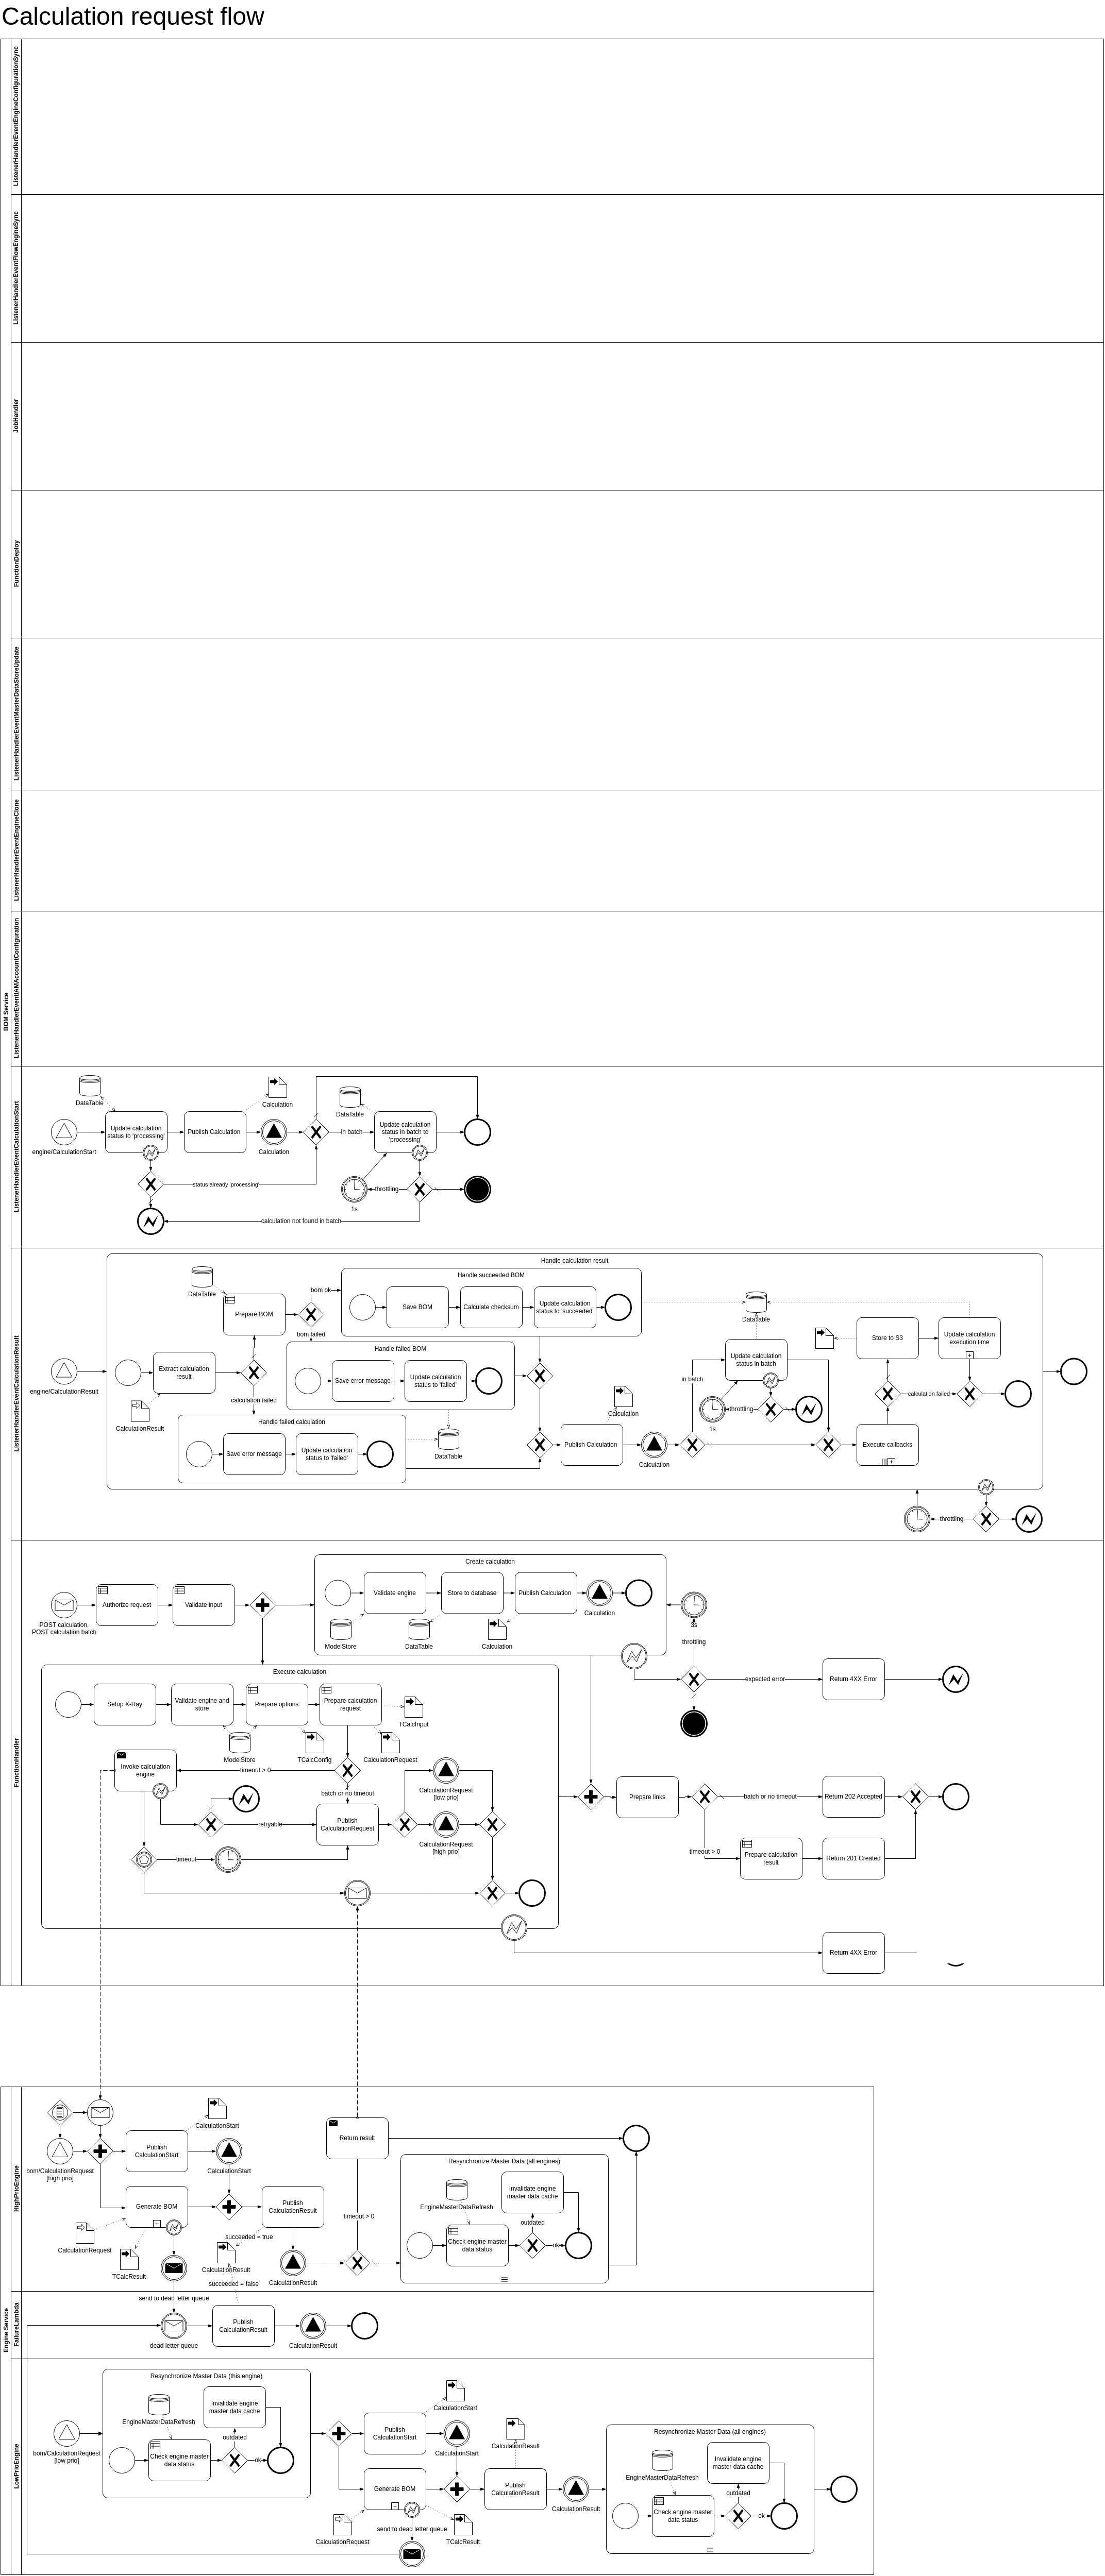 Calculation request flow
BOM Service
ListenerHandlerEventEngineConfigurationSync
ListenerHandlerEventFlowEngineSync
JobHandler
FunctionDeploy
ListenerHandlerEventMasterDataStoreUpdate
ListenerHandlerEventEngineClone
ListenerHandlerEventIAMAccountConfiguration
ListenerHandlerEventCalculationStart
DataTable
engine/CalculationStart
Update calculation
status to 'processing'
Publish Calculation
Calculation
Calculation
in batch
DataTable
Update calculation
status in batch to
'processing'
status already 'processing'
throttling
1s
calculation not found in batch
ListenerHandlerEventCalculationResult
Handle calculation result
engine/CalculationResult
Extract calculation
result
CalculationResult
DataTable
Prepare BOM
bom ok
bom failed
calculation failed
Handle succeeded BOM
Save BOM
Calculate checksum
Update calculation
status to 'succeeded'
Handle failed BOM
Save error message
Update calculation
status to 'failed'
Handle failed calculation
Save error message
Update calculation
status to 'failed'
DataTable
Publish Calculation
Calculation
Calculation
in batch
DataTable
Update calculation
status in batch
throttling
1s
Execute callbacks
Store to S3
calculation failed
Update calculation
execution time
throttling
FunctionHandler
POST calculation,
POST calculation batch
Authorize request
Validate input
Create calculation
Validate engine
Store to database
Publish Calculation
Calculation
ModelStore
DataTable
Calculation
3s
throttling
expected error
Return 4XX Error
Execute calculation
Setup X-Ray
Validate engine and
store
Prepare options
Prepare calculation
request
TCalcInput
ModelStore
TCalcConfig
CalculationRequest
Invoke calculation
engine
timeout > 0
batch or no timeout
retryable
Publish
CalculationRequest
CalculationRequest
[low prio]
CalculationRequest
[high prio]
timeout
Prepare links
batch or no timeout
Return 202 Accepted
timeout > 0
Prepare calculation
result
Return 201 Created
Return 4XX Error
Engine Service
HighPrioEngine
bom/CalculationRequest
[high prio]
Publish
CalculationStart
CalculationStart
CalculationStart
Generate BOM
CalculationRequest
TCalcResult
Publish
CalculationResult
succeeded = true
CalculationResult
succeeded = false
CalculationResult
Return result
timeout > 0
Resynchronize Master Data (all engines)
EngineMasterDataRefresh
Check engine master
data status
Invalidate engine
master data cache
outdated
ok
send to dead letter queue
FailureLambda
dead letter queue
Publish
CalculationResult
CalculationResult
LowPrioEngine
bom/CalculationRequest
[low prio]
Resynchronize Master Data (this engine)
EngineMasterDataRefresh
Check engine master
data status
Invalidate engine
master data cache
outdated
ok
Publish
CalculationStart
CalculationStart
CalculationStart
Generate BOM
CalculationRequest
TCalcResult
send to dead letter queue
Publish
CalculationResult
CalculationResult
CalculationResult
Resynchronize Master Data (all engines)
EngineMasterDataRefresh
Check engine master
data status
Invalidate engine
master data cache
outdated
ok